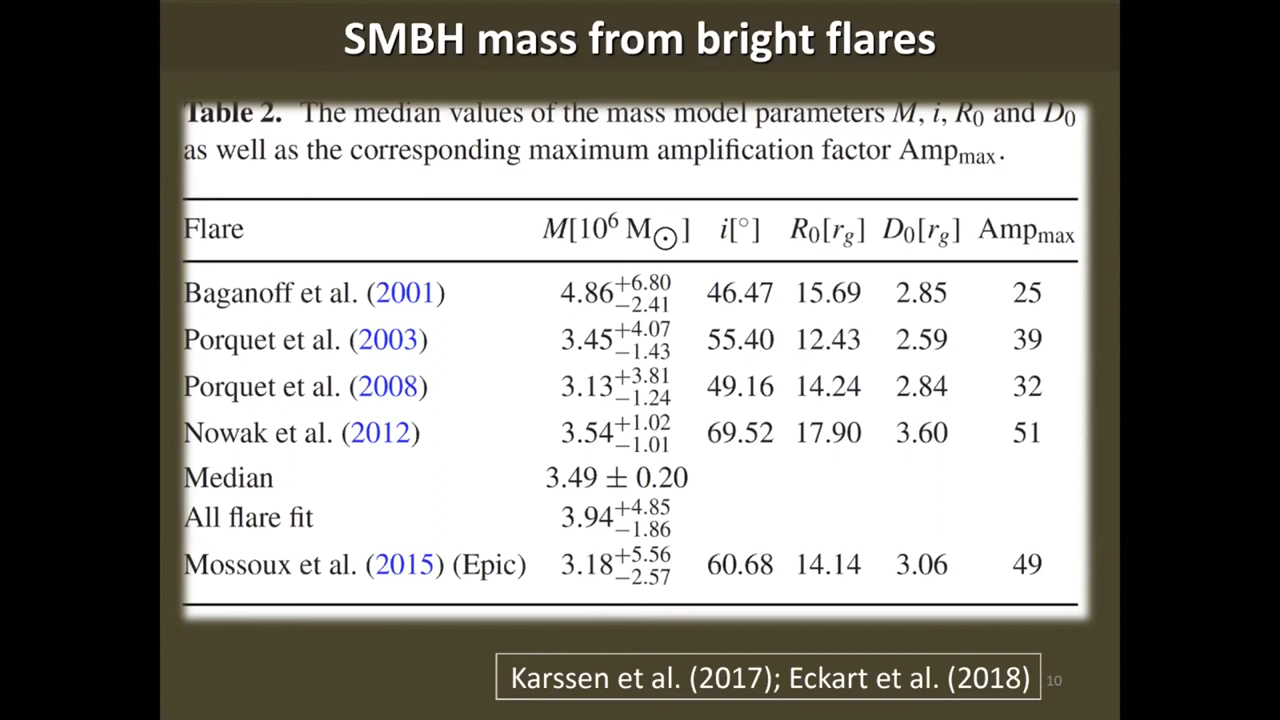 SMBH mass from bright flares
Table 2. The median values of the mass model parameters M, i, R₀ and D₀
as well as the corresponding maximum amplification factor Ampₘₐₓ.
Flare M[10⁶ M⊙] i[°] R₀[r_g] D₀[r_g] Ampₘₐₓ
Baganoff et al. (2001) 4.86+6.80−2.41 46.47 15.69 2.85 25
Porquet et al. (2003) 3.45+4.07−1.43 55.40 12.43 2.59 39
Porquet et al. (2008) 3.13+3.81−1.24 49.16 14.24 2.84 32
Nowak et al. (2012) 3.54+1.02−1.01 69.52 17.90 3.60 51
Median 3.49 ± 0.20
All flare fit 3.94+4.85−1.86
Mossoux et al. (2015) (Epic) 3.18+5.56−2.57 60.68 14.14 3.06 49
Karssen et al. (2017); Eckart et al. (2018)
10